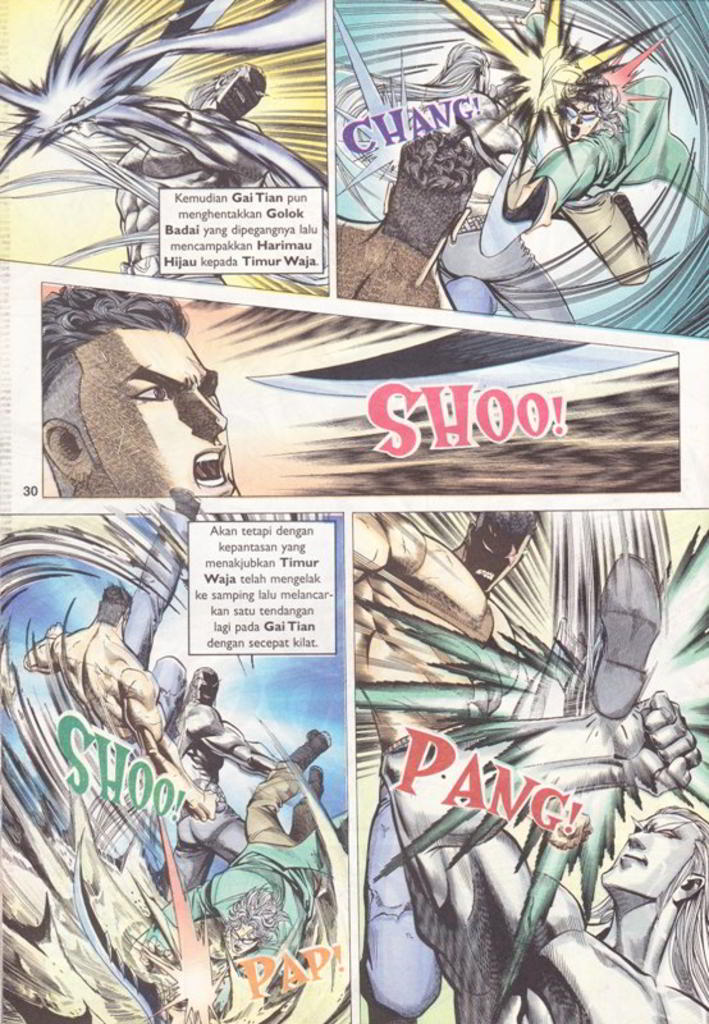 Kemudian Gai Tian pun
menghentakkan Golok
Badai yang dipegangnya lalu
mencampakkan Harimau
Hijau kepada Timur Waja.
CHANG!
SHOO!
30
Akan tetapi dengan
kepantasan yang
menakjubkan Timur
Waja telah mengelak
ke samping lalu melancar-
kan satu tendangan
lagi pada Gai Tian
dengan secepat kilat.
SHOO!
PAP!
PANG!